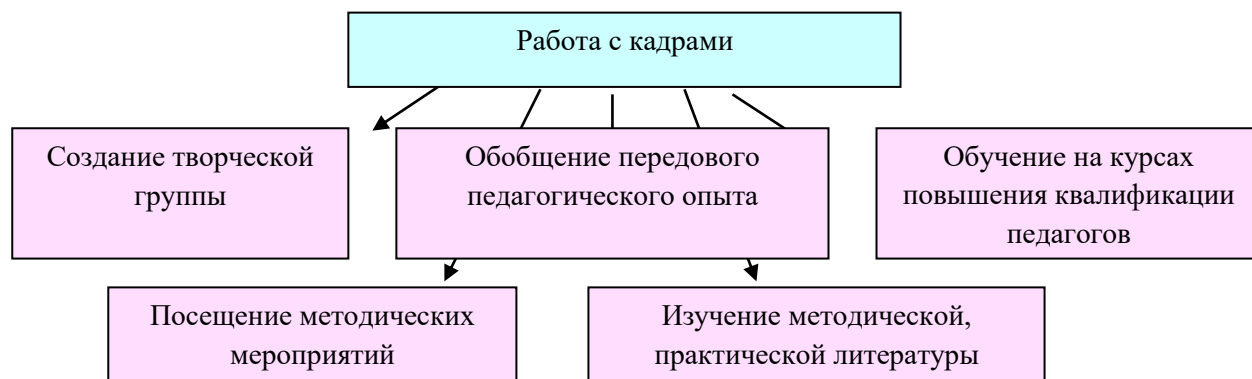 Работа с кадрами
Создание творческой
группы
Обобщение передового
педагогического опыта
Обучение на курсах
повышения квалификации
педагогов
Посещение методических
мероприятий
Изучение методической,
практической литературы